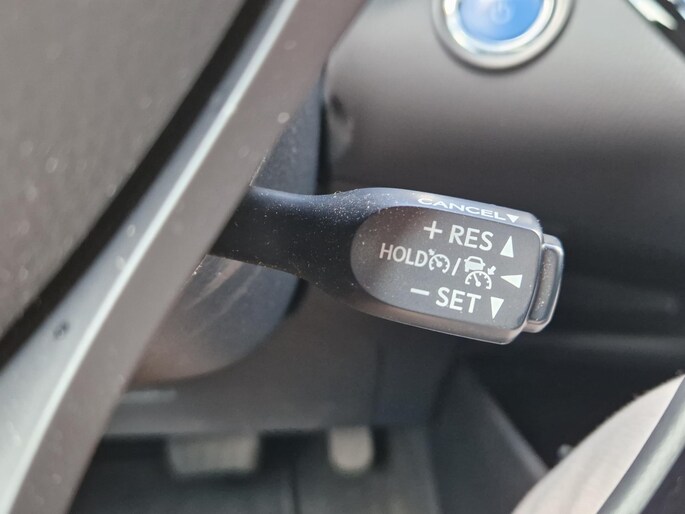 CANCEL ▼
+ RES ▲
HOLD / ◀
− SET ▼